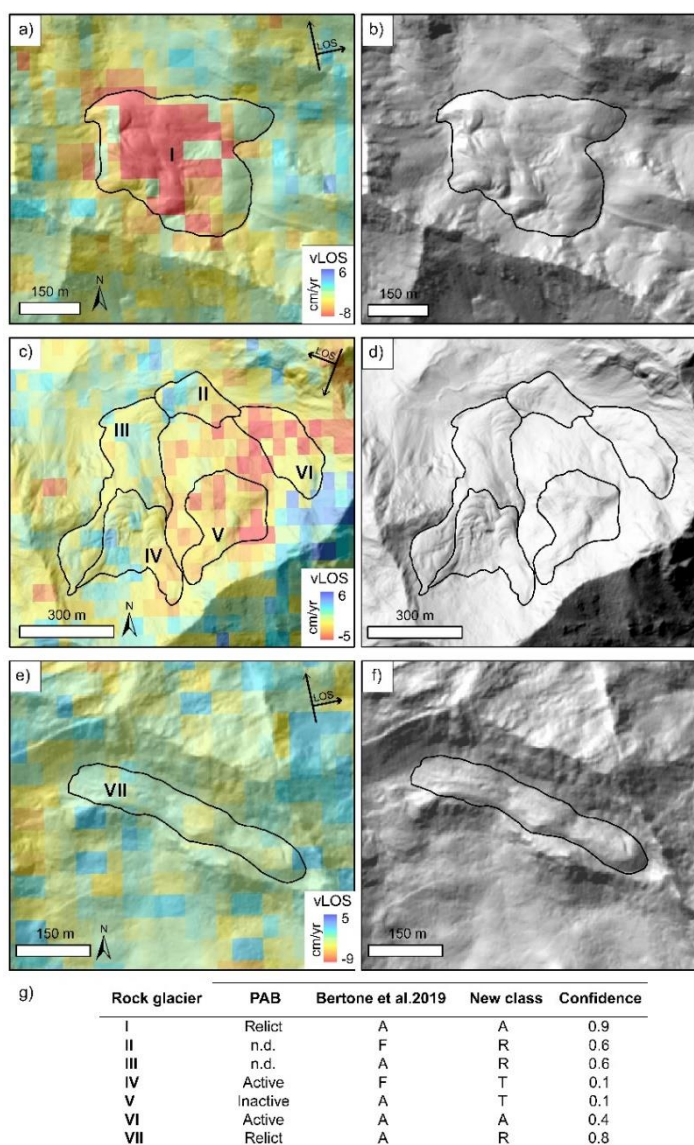 a)
LOS
b)
I
vLOS
6
cm/yr
-8
150 m
N
150 m
c)
LOS
d)
II
III
VI
V
IV
vLOS
6
cm/yr
-5
300 m
N
300 m
e)
LOS
f)
VII
vLOS
5
cm/yr
-9
150 m
N
150 m
g)
Rock glacier PAB Bertone et al.2019 New class Confidence
I Relict A A 0.9
II n.d. F R 0.6
III n.d. A R 0.6
IV Active F T 0.1
V Inactive A T 0.1
VI Active A A 0.4
VII Relict A R 0.8